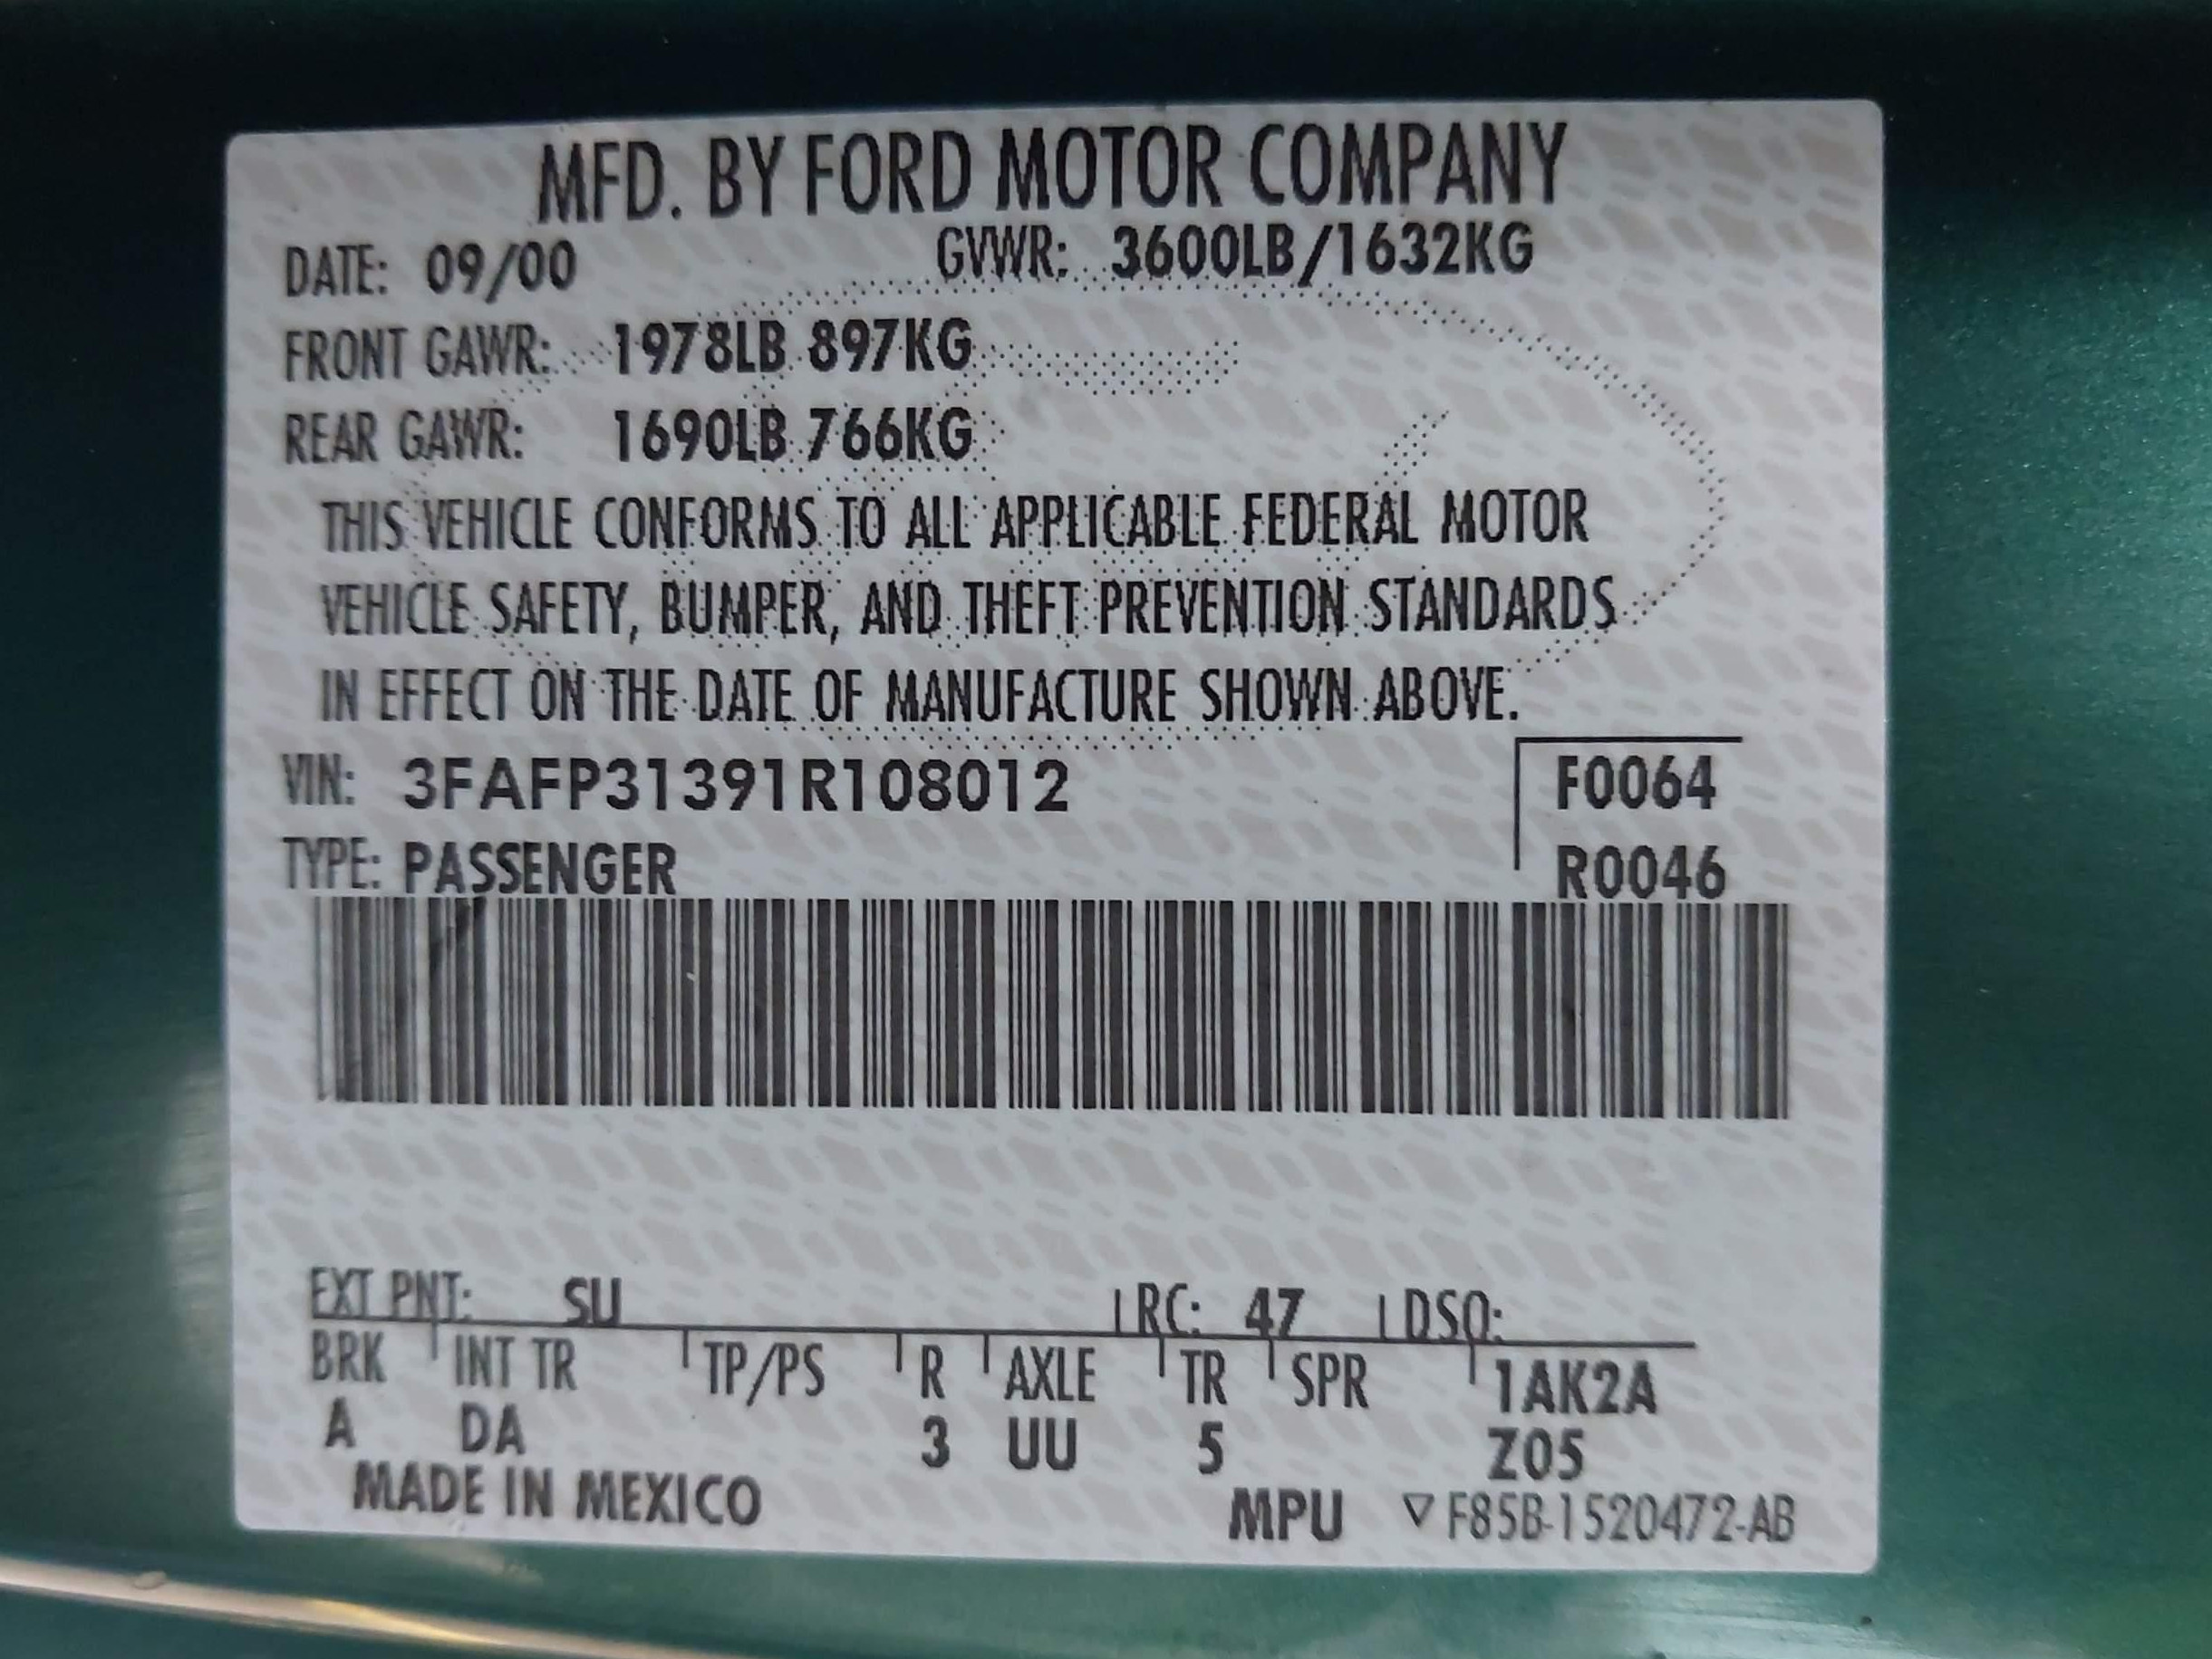 MFD. BY FORD MOTOR COMPANY
DATE: 09/00 GVWR: 3600LB/1632KG
FRONT GAWR: 1978LB 897KG
REAR GAWR: 1690LB 766KG
THIS VEHICLE CONFORMS TO ALL APPLICABLE FEDERAL MOTOR
VEHICLE SAFETY, BUMPER, AND THEFT PREVENTION STANDARDS
IN EFFECT ON THE DATE OF MANUFACTURE SHOWN ABOVE.
VIN: 3FAFP31391R108012 F0064
TYPE: PASSENGER R0046
EXT PNT: SU RC: 47 DSO:
BRK INT TR TP/PS R AXLE TR SPR 1AK2A
A DA 3 UU 5 Z05
MADE IN MEXICO MPU ▽ F85B-1520472-AB